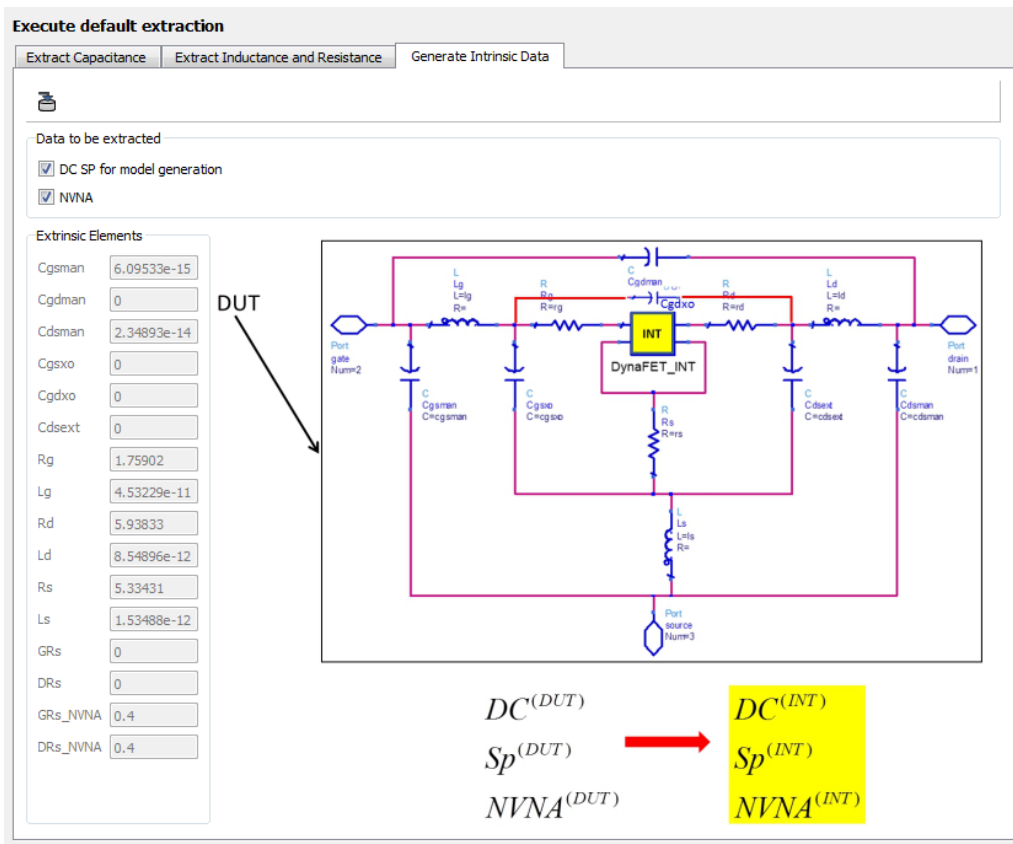 Execute default extraction
Extract Capacitance
Extract Inductance and Resistance
Generate Intrinsic Data
Data to be extracted
DC SP for model generation
NVNA
Extrinsic Elements
Cgsman 6.09533e-15
Cgdman 0
Cdsman 2.34893e-14
Cgsxo 0
Cgdxo 0
Cdsext 0
Rg 1.75902
Lg 4.53229e-11
Rd 5.93833
Ld 8.54896e-12
Rs 5.33431
Ls 1.53488e-12
GRs 0
DRs 0
GRs_NVNA 0.4
DRs_NVNA 0.4
DUT
C
Cgdman
L
Lg
L=lg
R=
R
Rg
R=rg
Cgdxo
R
Rd
R=rd
L
Ld
L=ld
R=
INT
DynaFET_INT
Port
gate
Num=2
Port
drain
Num=1
C
Cgsman
C=cgsman
C
Cgsxo
C=cgsxo
R
Rs
R=rs
C
Cdsext
C=cdsext
C
Cdsman
C=cdsman
L
Ls
L=ls
R=
Port
source
Num=3
DC(DUT)
Sp(DUT)
NVNA(DUT)
DC(INT)
Sp(INT)
NVNA(INT)